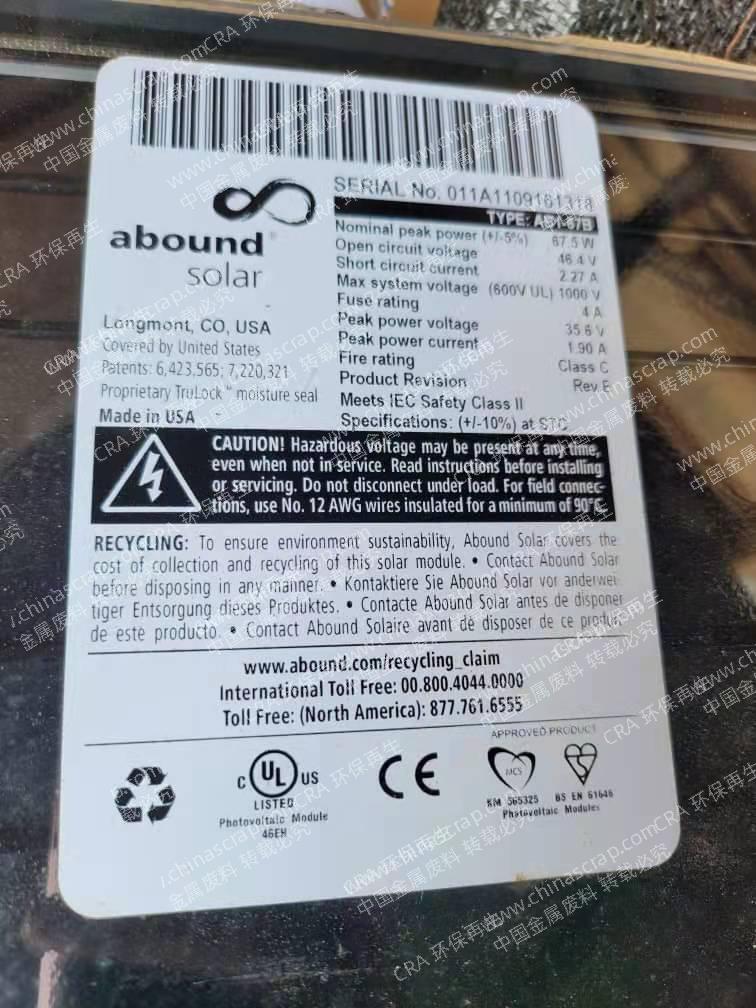 SERIAL No. 011A1109161318
abound
solar
Longmont, CO, USA
Covered by United States
Patents: 6,423,565; 7,220,321
Proprietary TruLock™ moisture seal
Made in USA
TYPE:
Nominal peak power (+/-5%) 67.5 W
Open circuit voltage 46.4 V
Short circuit current 2.27 A
Max system voltage (600V UL) 1000 V
Fuse rating 4 A
Peak power voltage 35.6 V
Peak power current 1.90 A
Fire rating Class C
Product Revision Rev E
Meets IEC Safety Class II
Specifications: (+/-10%) at STC
CAUTION! Hazardous voltage may be present at any time,
even when not in service. Read instructions before installing
or servicing. Do not disconnect under load. For field connec-
tions, use No. 12 AWG wires insulated for a minimum of 90°C.
RECYCLING: To ensure environment sustainability, Abound Solar covers the
cost of collection and recycling of this solar module. • Contact Abound Solar
before disposing in any manner. • Kontaktiere Sie Abound Solar vor anderwei-
tiger Entsorgung dieses Produktes. • Contacte Abound Solar antes de disponer
de este producto. • Contact Abound Solaire avant de disposer de ce produit.
www.abound.com/recycling_claim
International Toll Free: 00.800.4044.0000
Toll Free: (North America): 877.761.6555
C UL US
LISTED
Photovoltaic Module
46EH
CE
APPROVED PRODUCT
MCS
KM 565325 BS EN 61646
Photovoltaic Modules
CRA 环保再生
www.chinascrap.com
中国金属废料 转载必究